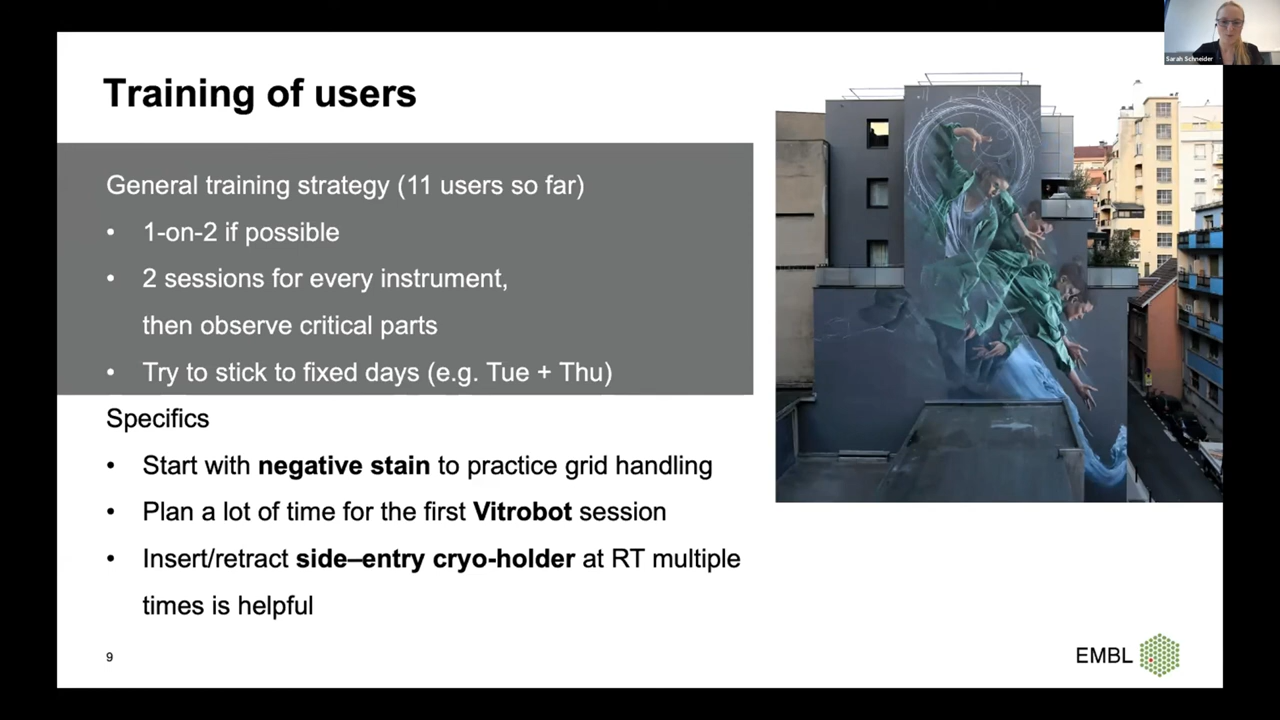 Sarah Schneider
Training of users
General training strategy (11 users so far)
• 1-on-2 if possible
• 2 sessions for every instrument,
then observe critical parts
• Try to stick to fixed days (e.g. Tue + Thu)
Specifics
• Start with negative stain to practice grid handling
• Plan a lot of time for the first Vitrobot session
• Insert/retract side–entry cryo-holder at RT multiple
times is helpful
9
EMBL